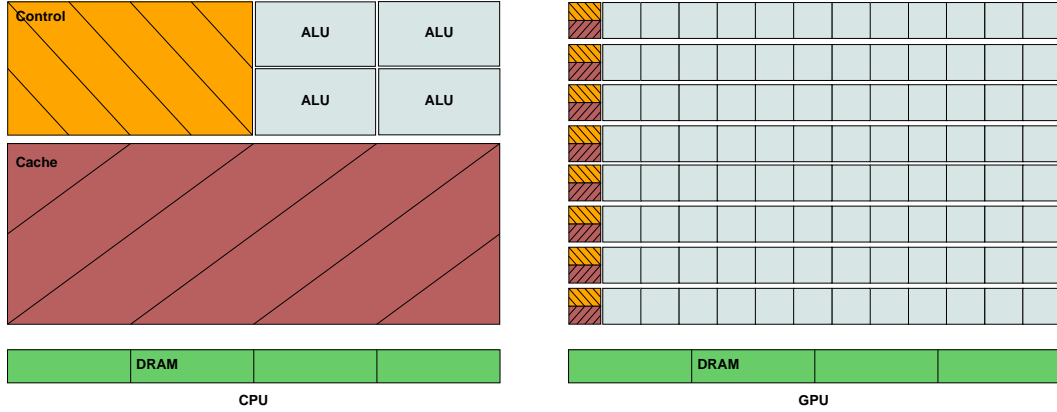 Control
ALU ALU
ALU ALU
Cache
DRAM DRAM
CPU GPU